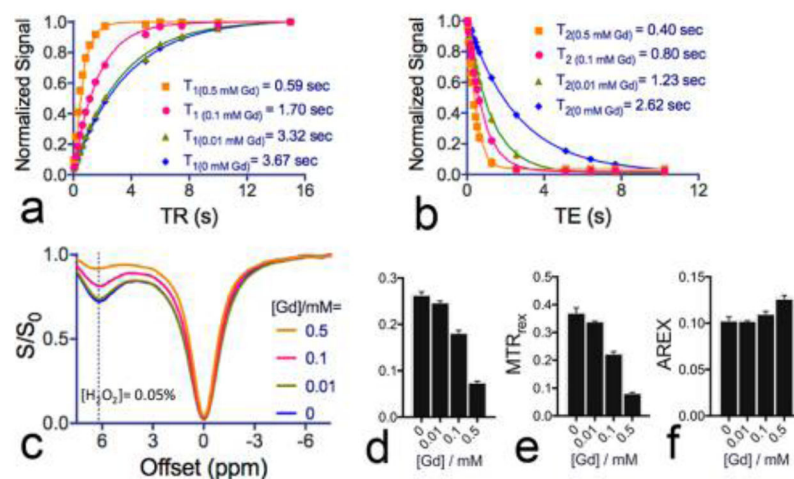 1.0
0.8
0.6
0.4
0.2
0.0
Normalized Signal
0 4 8 12 16
TR (s)
T1(0.5 mM Gd)= 0.59 sec
T1 (0.1 mM Gd)= 1.70 sec
T1(0.01 mM Gd)= 3.32 sec
T1(0 mM Gd)= 3.67 sec
a
1.0
0.8
0.6
0.4
0.2
0.0
Normalized Signal
0 4 8 12
TE (s)
T2(0.5 mM Gd) = 0.40 sec
T2 (0.1 mM Gd) = 0.80 sec
T2(0.01 mM Gd)= 1.23 sec
T2(0 mM Gd)= 2.62 sec
b
1.0
0.5
0.0
S/S0
[Gd]/mM=
0.5
0.1
0.01
0
[H2O2]= 0.05%
6 3 0 -3 -6
Offset (ppm)
c
0.3
0.2
0.1
0.0
0 0.01 0.1 0.5
[Gd] / mM
d
0.5
0.4
0.3
0.2
0.1
0.0
MTRrex
0 0.01 0.1 0.5
[Gd] / mM
e
0.15
0.10
0.05
0.00
AREX
0 0.01 0.1 0.5
[Gd] / mM
f